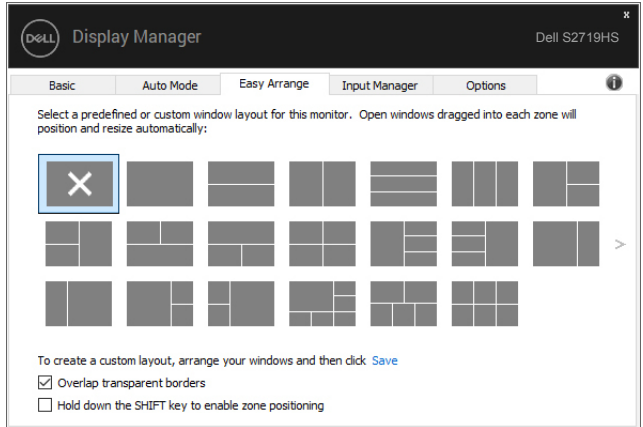 x
DELL
Display Manager
Dell S2719HS
Basic
Auto Mode
Easy Arrange
Input Manager
Options
i
Select a predefined or custom window layout for this monitor. Open windows dragged into each zone will
position and resize automatically:
>
To create a custom layout, arrange your windows and then click Save
Overlap transparent borders
Hold down the SHIFT key to enable zone positioning